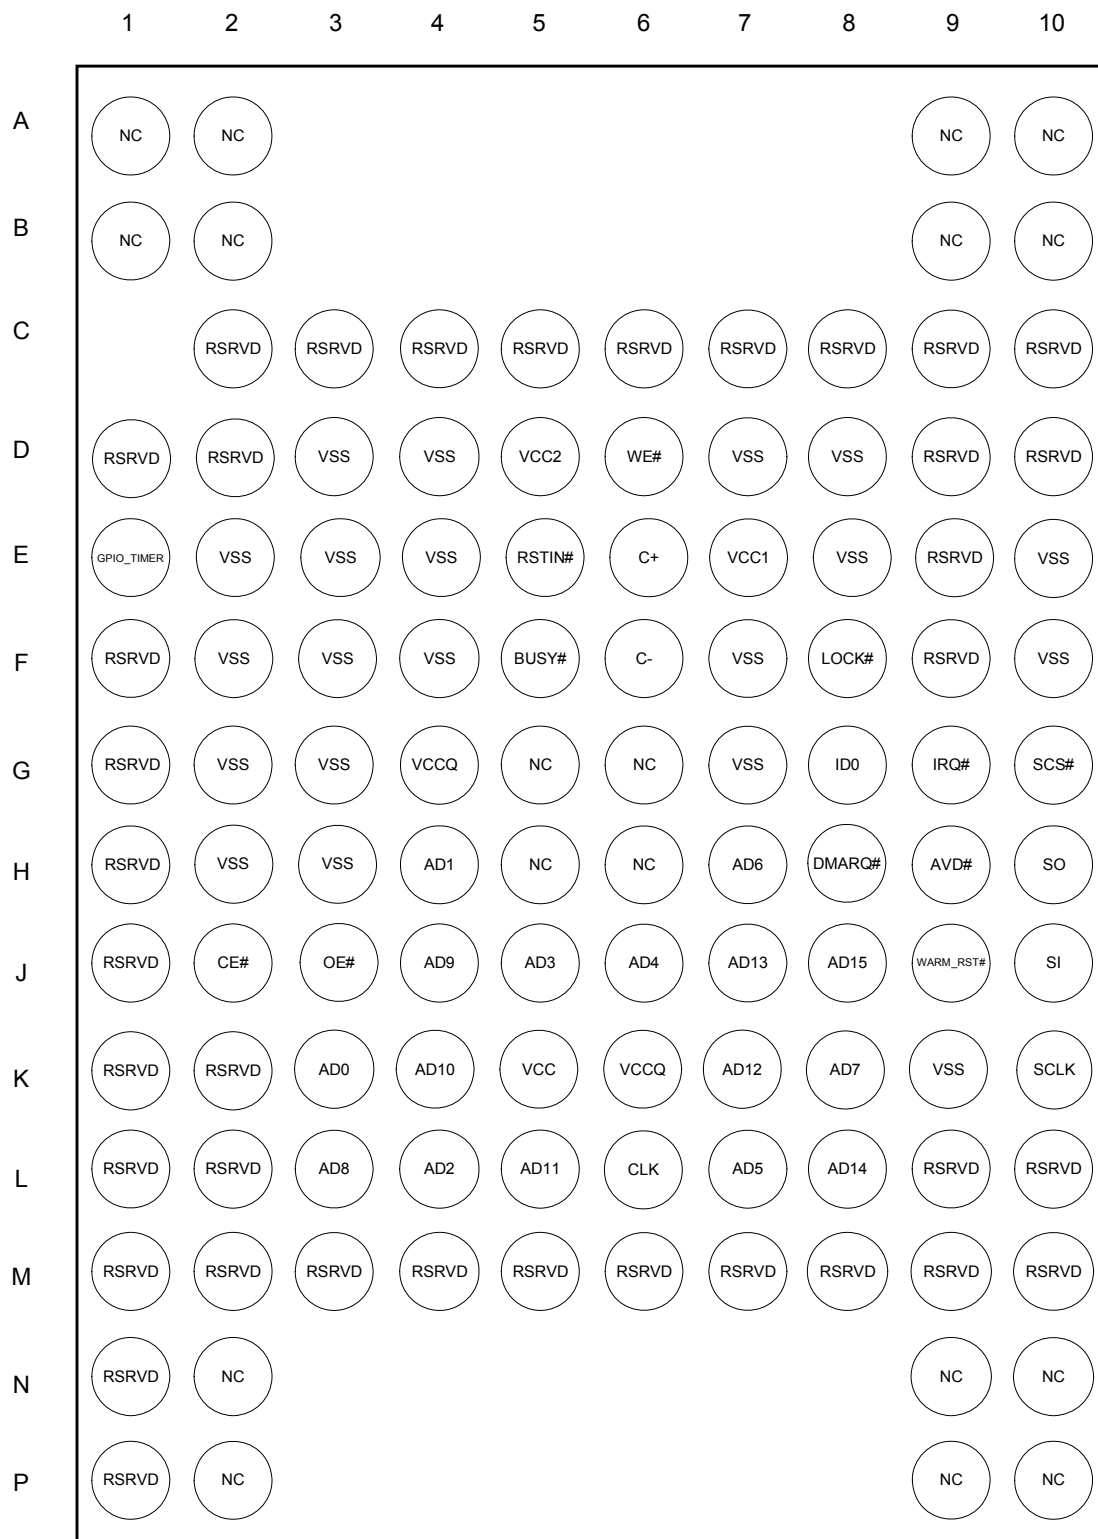 1 2 3 4 5 6 7 8 9 10
A NC NC NC NC
B NC NC NC NC
C RSRVD RSRVD RSRVD RSRVD RSRVD RSRVD RSRVD RSRVD RSRVD
D RSRVD RSRVD VSS VSS VCC2 WE# VSS VSS RSRVD RSRVD
E GPIO_TIMER VSS VSS VSS RSTIN# C+ VCC1 VSS RSRVD VSS
F RSRVD VSS VSS VSS BUSY# C- VSS LOCK# RSRVD VSS
G RSRVD VSS VSS VCCQ NC NC VSS ID0 IRQ# SCS#
H RSRVD VSS VSS AD1 NC NC AD6 DMARQ# AVD# SO
J RSRVD CE# OE# AD9 AD3 AD4 AD13 AD15 WARM_RST# SI
K RSRVD RSRVD AD0 AD10 VCC VCCQ AD12 AD7 VSS SCLK
L RSRVD RSRVD AD8 AD2 AD11 CLK AD5 AD14 RSRVD RSRVD
M RSRVD RSRVD RSRVD RSRVD RSRVD RSRVD RSRVD RSRVD RSRVD RSRVD
N RSRVD NC NC NC
P RSRVD NC NC NC